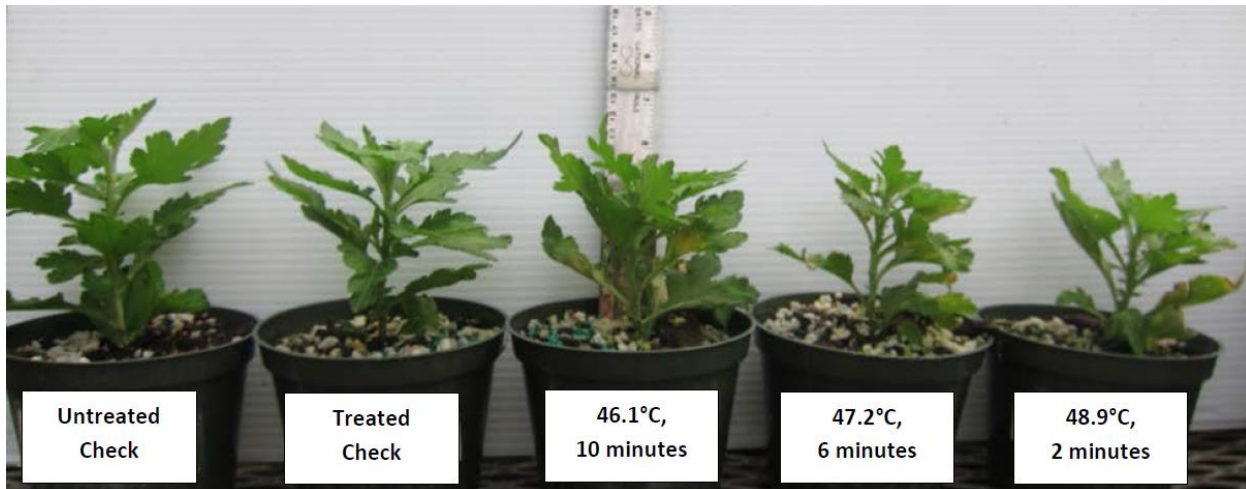 Untreated
Check
Treated
Check
46.1°C,
10 minutes
47.2°C,
6 minutes
48.9°C,
2 minutes